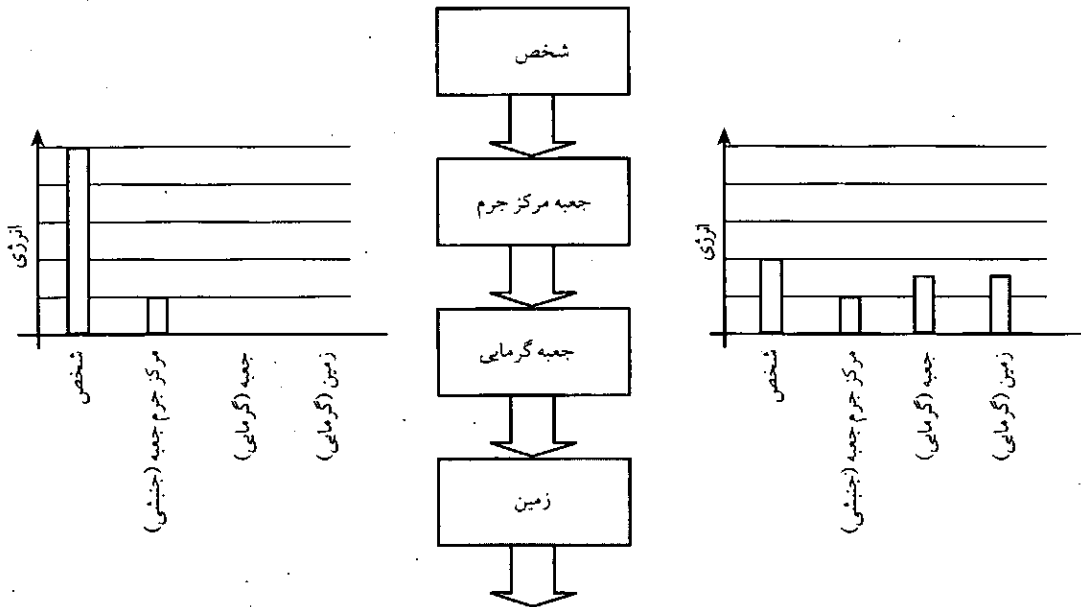 شخص
جعبه مرکز جرم
جعبه گرمایی
زمین
انرژی
شخص
مرکز جرم جعبه (جنبشی)
جعبه (گرمایی)
زمین (گرمایی)
انرژی
شخص
مرکز جرم جعبه (جنبشی)
جعبه (گرمایی)
زمین (گرمایی)